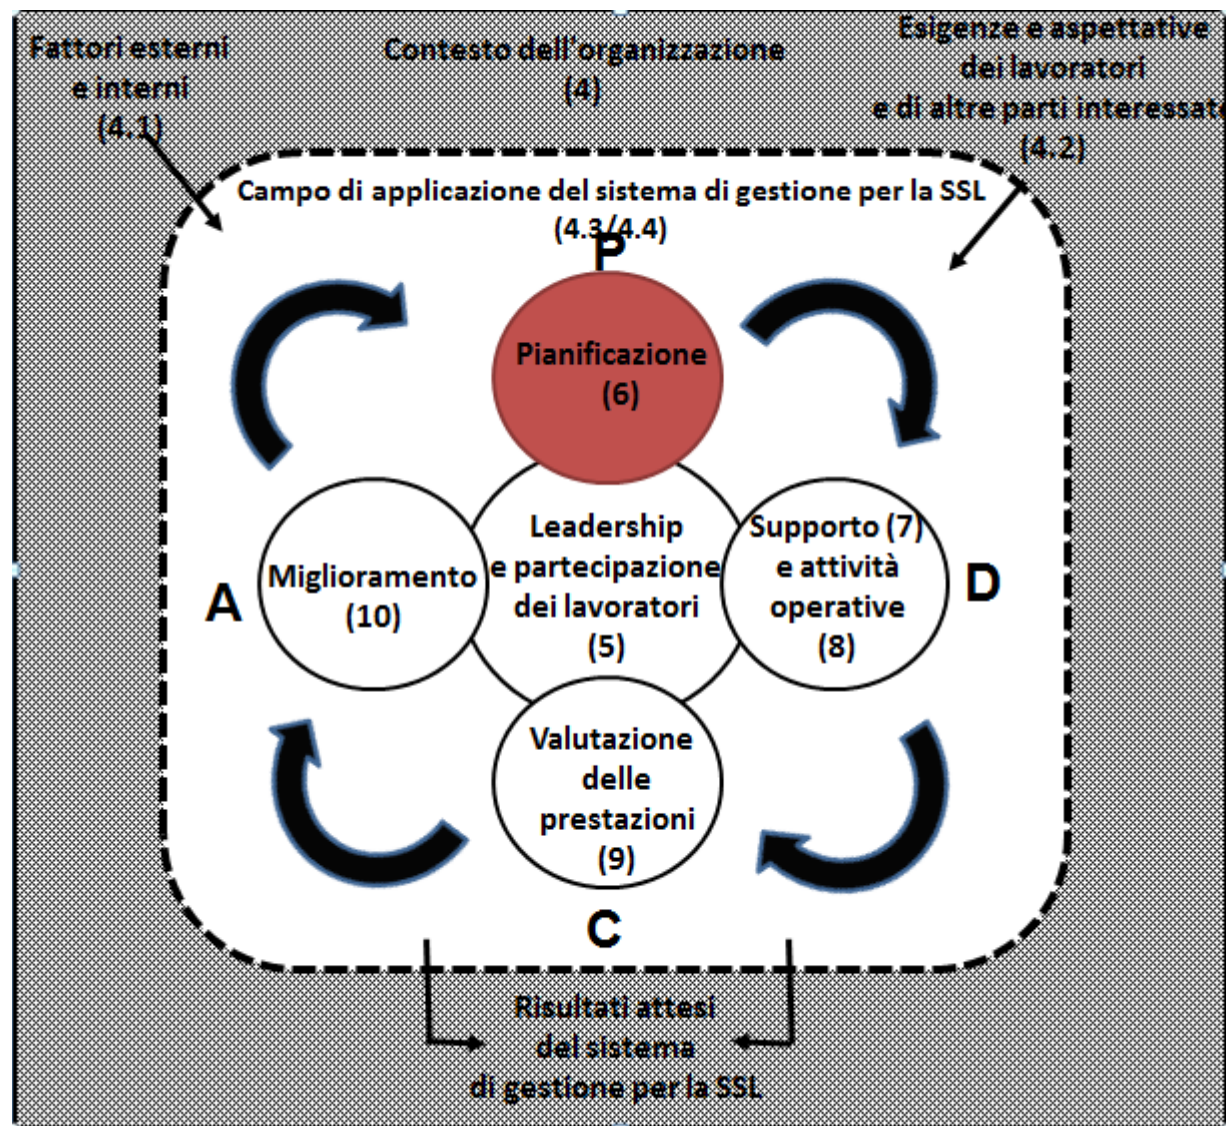 Fattori esterni
e interni
(4.1)
Contesto dell'organizzazione
(4)
Esigenze e aspettative
dei lavoratori
e di altre parti interessate
(4.2)
Campo di applicazione del sistema di gestione per la SSL
(4.3/4.4)
P
Pianificazione
(6)
Leadership
e partecipazione
dei lavoratori
(5)
Supporto (7)
e attività
operative
(8)
D
A
Miglioramento
(10)
Valutazione
delle
prestazioni
(9)
C
Risultati attesi
del sistema
di gestione per la SSL